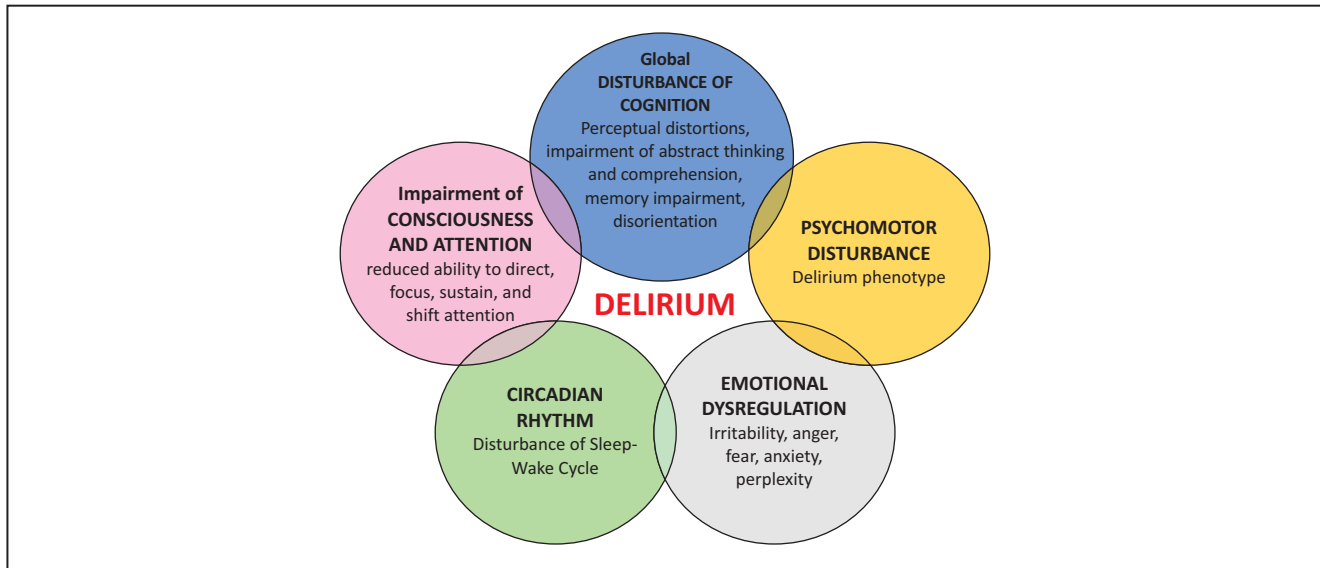 Global
DISTURBANCE OF
COGNITION
Perceptual distortions,
impairment of abstract thinking
and comprehension,
memory impairment,
disorientation
Impairment of
CONSCIOUSNESS
AND ATTENTION
reduced ability to direct,
focus, sustain, and
shift attention
PSYCHOMOTOR
DISTURBANCE
Delirium phenotype
DELIRIUM
CIRCADIAN
RHYTHM
Disturbance of Sleep-
Wake Cycle
EMOTIONAL
DYSREGULATION
Irritability, anger,
fear, anxiety,
perplexity